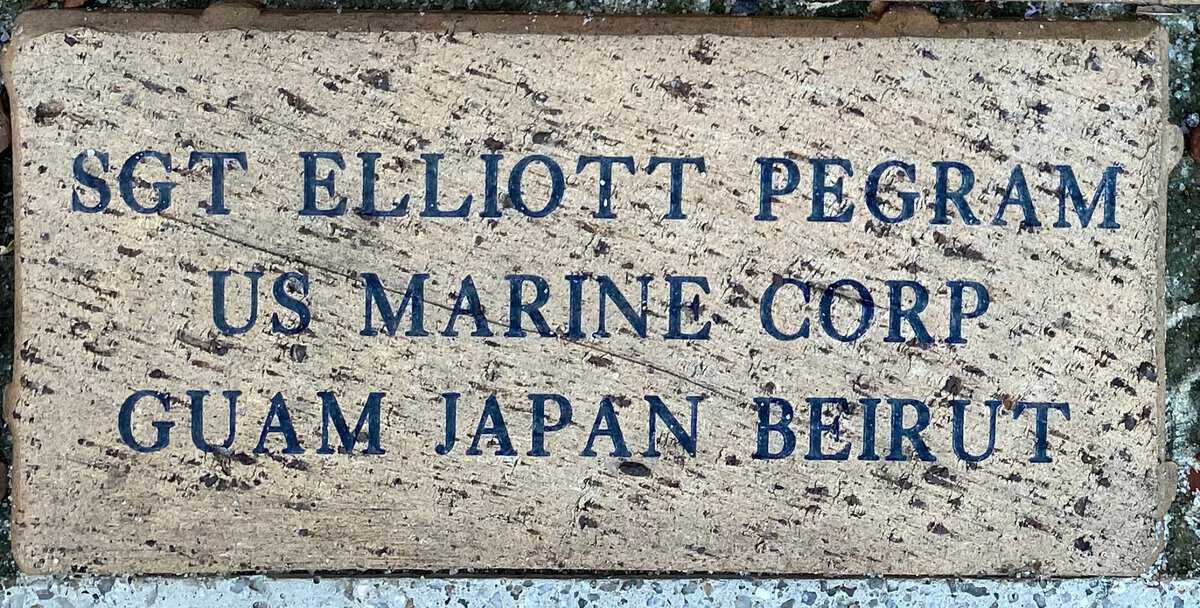 SGT ELLIOTT PEGRAM
US MARINE CORP
GUAM JAPAN BEIRUT